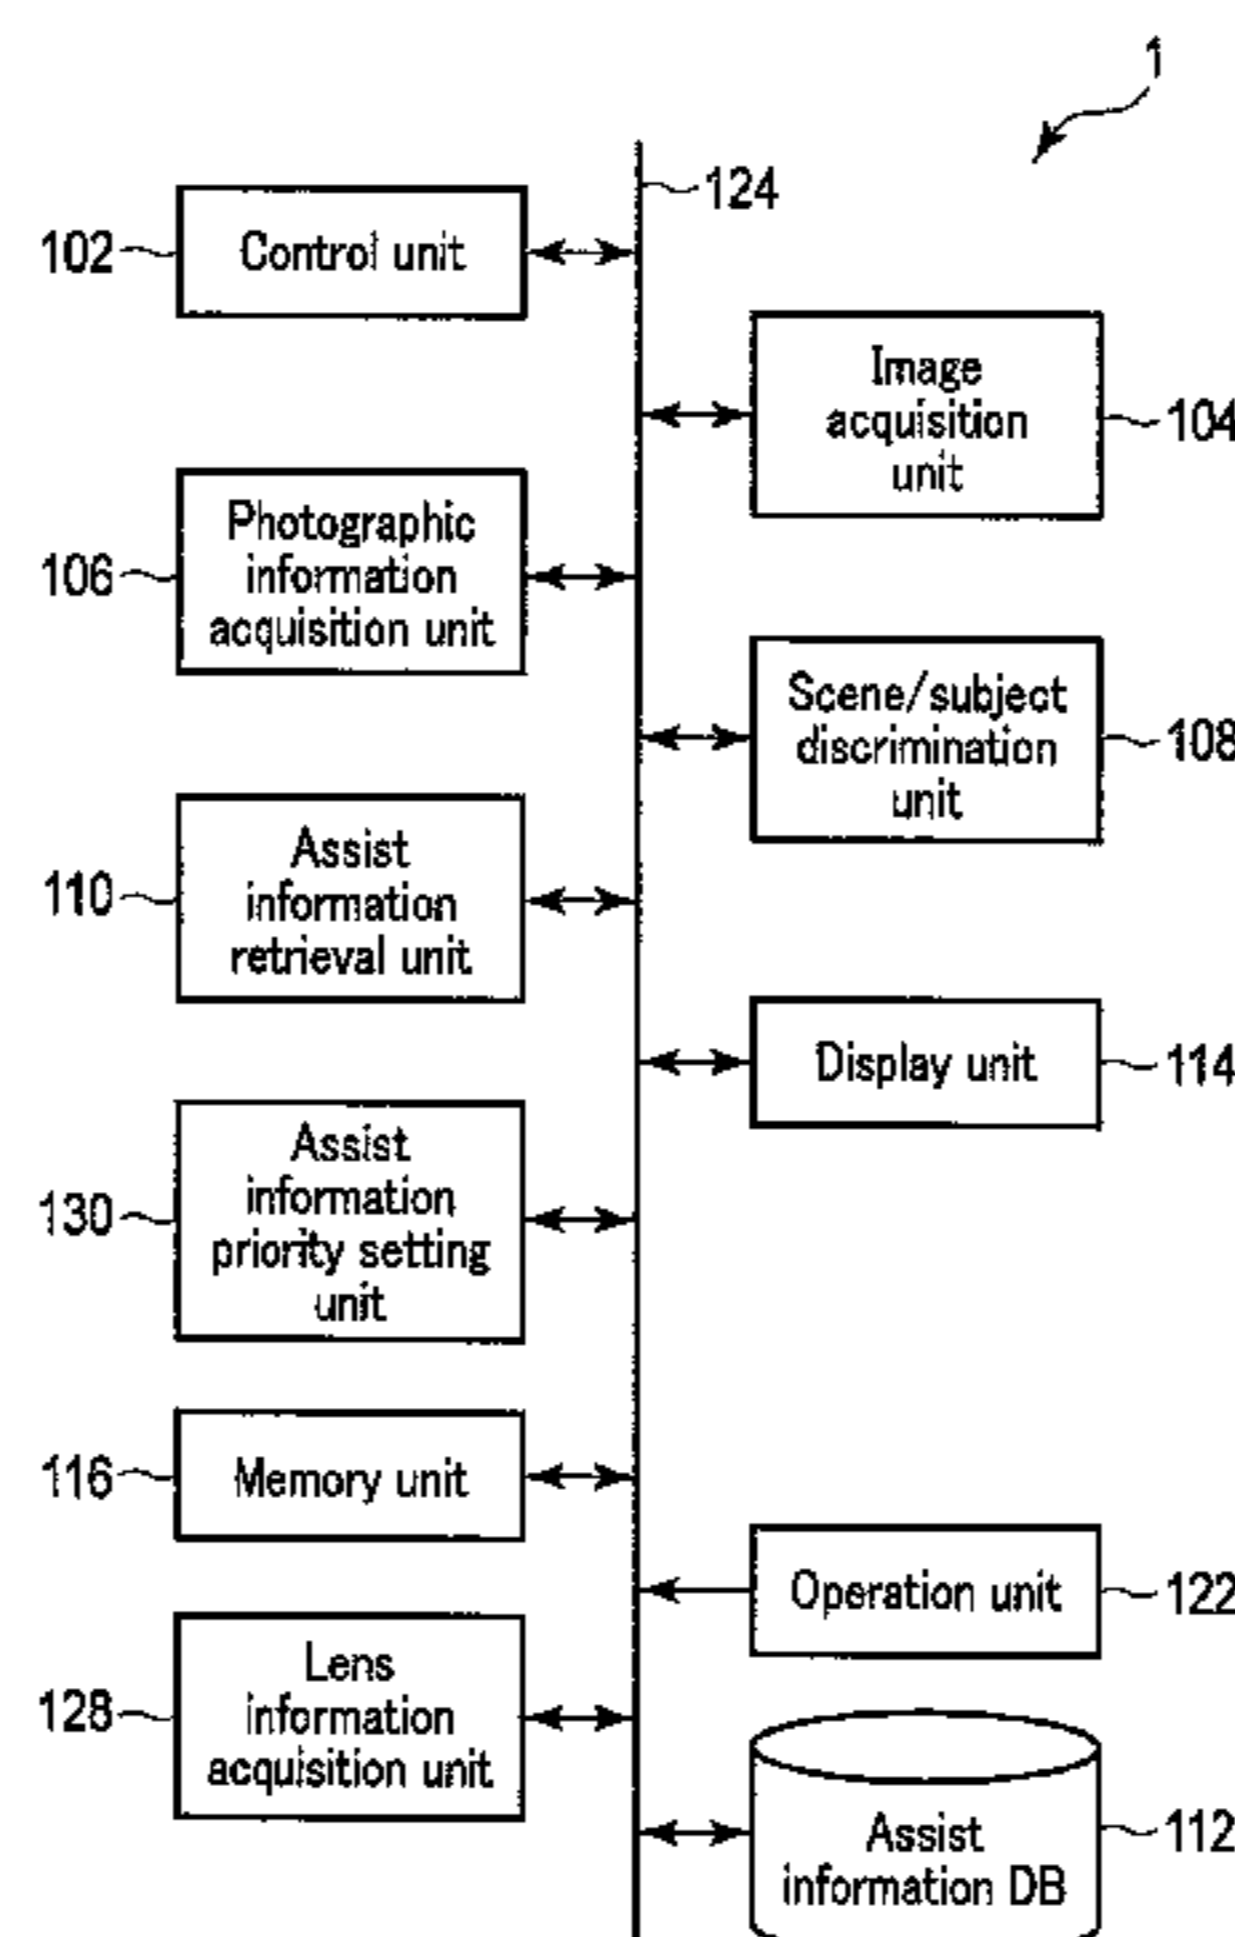 1
124
102
Control unit
Image
acquisition
unit
104
106
Photographic
information
acquisition unit
Scene/subject
discrimination
unit
108
110
Assist
information
retrieval unit
Display unit
114
130
Assist
information
priority setting
unit
116
Memory unit
Operation unit
122
128
Lens
information
acquisition unit
Assist
information DB
112